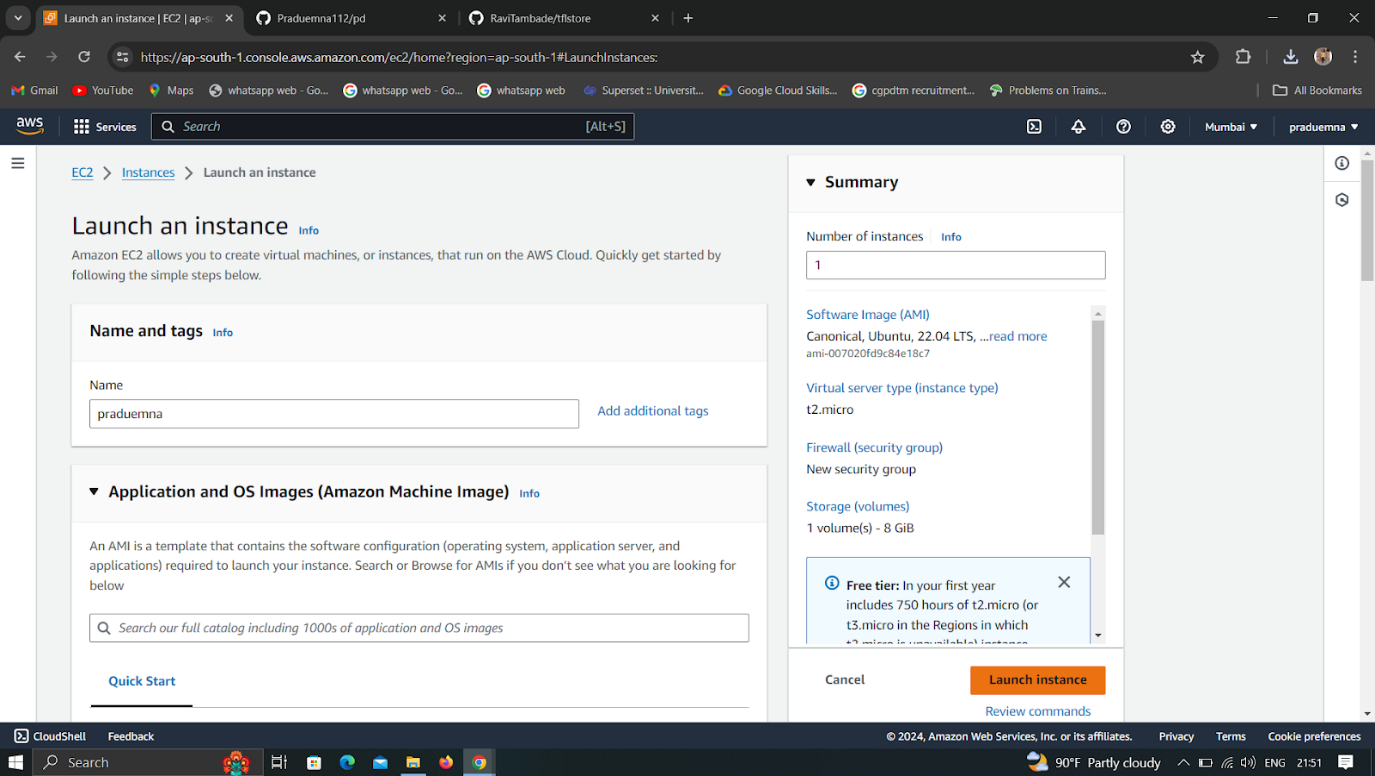 Launch an instance | EC2 | ap-sc
Praduemna112/pd
RaviTambade/tflstore
https://ap-south-1.console.aws.amazon.com/ec2/home?region=ap-south-1#LaunchInstances:
Gmail
YouTube
Maps
whatsapp web - Go...
whatsapp web - Go...
whatsapp web
Superset :: Universit...
Google Cloud Skills...
cgpdtm recruitment...
Problems on Trains...
All Bookmarks
aws
Services
Search
[Alt+S]
Mumbai
praduemna
EC2
Instances
Launch an instance
Launch an instance Info
Amazon EC2 allows you to create virtual machines, or instances, that run on the AWS Cloud. Quickly get started by
following the simple steps below.
Name and tags Info
Name
praduemna
Add additional tags
Application and OS Images (Amazon Machine Image) Info
An AMI is a template that contains the software configuration (operating system, application server, and
applications) required to launch your instance. Search or Browse for AMIs if you don't see what you are looking for
below
Search our full catalog including 1000s of application and OS images
Quick Start
Summary
Number of instances Info
1
Software Image (AMI)
Canonical, Ubuntu, 22.04 LTS, ...read more
ami-007020fd9c84e18c7
Virtual server type (instance type)
t2.micro
Firewall (security group)
New security group
Storage (volumes)
1 volume(s) - 8 GiB
Free tier: In your first year
includes 750 hours of t2.micro (or
t3.micro in the Regions in which
t2.micro is unavailable) instance
Cancel
Launch instance
Review commands
CloudShell
Feedback
© 2024, Amazon Web Services, Inc. or its affiliates.
Privacy
Terms
Cookie preferences
Search
90°F Partly cloudy
ENG
21:51